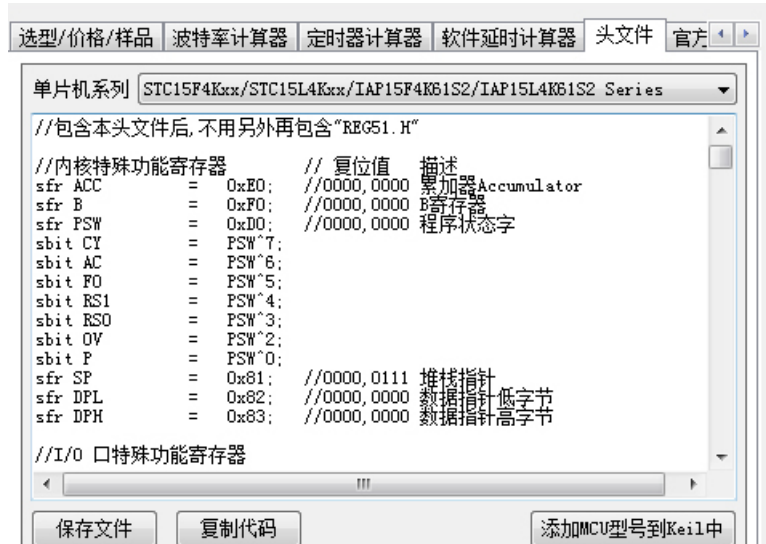 选型/价格/样品 波特率计算器 定时器计算器 软件延时计算器 头文件 官方
单片机系列 STC15F4Kxx/STC15L4Kxx/IAP15F4K61S2/IAP15L4K61S2 Series
//包含本头文件后,不用另外再包含"REG51.H"
//内核特殊功能寄存器 // 复位值 描述
sfr ACC = 0xE0; //0000,0000 累加器Accumulator
sfr B = 0xF0; //0000,0000 B寄存器
sfr PSW = 0xD0; //0000,0000 程序状态字
sbit CY = PSW^7;
sbit AC = PSW^6;
sbit F0 = PSW^5;
sbit RS1 = PSW^4;
sbit RS0 = PSW^3;
sbit OV = PSW^2;
sbit P = PSW^0;
sfr SP = 0x81; //0000,0111 堆栈指针
sfr DPL = 0x82; //0000,0000 数据指针低字节
sfr DPH = 0x83; //0000,0000 数据指针高字节
//I/O 口特殊功能寄存器
保存文件 复制代码 添加MCU型号到Keil中